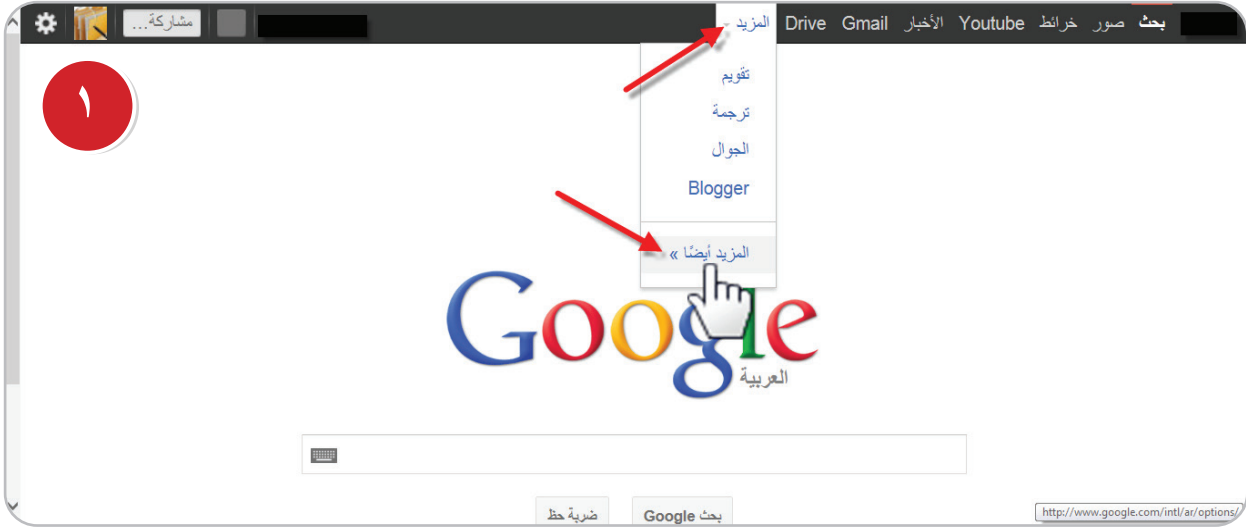 بحث صور خرائط Youtube الأخبار Gmail Drive المزيد
مشاركة...
١
تقويم
ترجمة
الجوال
Blogger
المزيد أيضًا »
Google
العربية
بحث Google ضربة حظ
http://www.google.com/intl/ar/options/